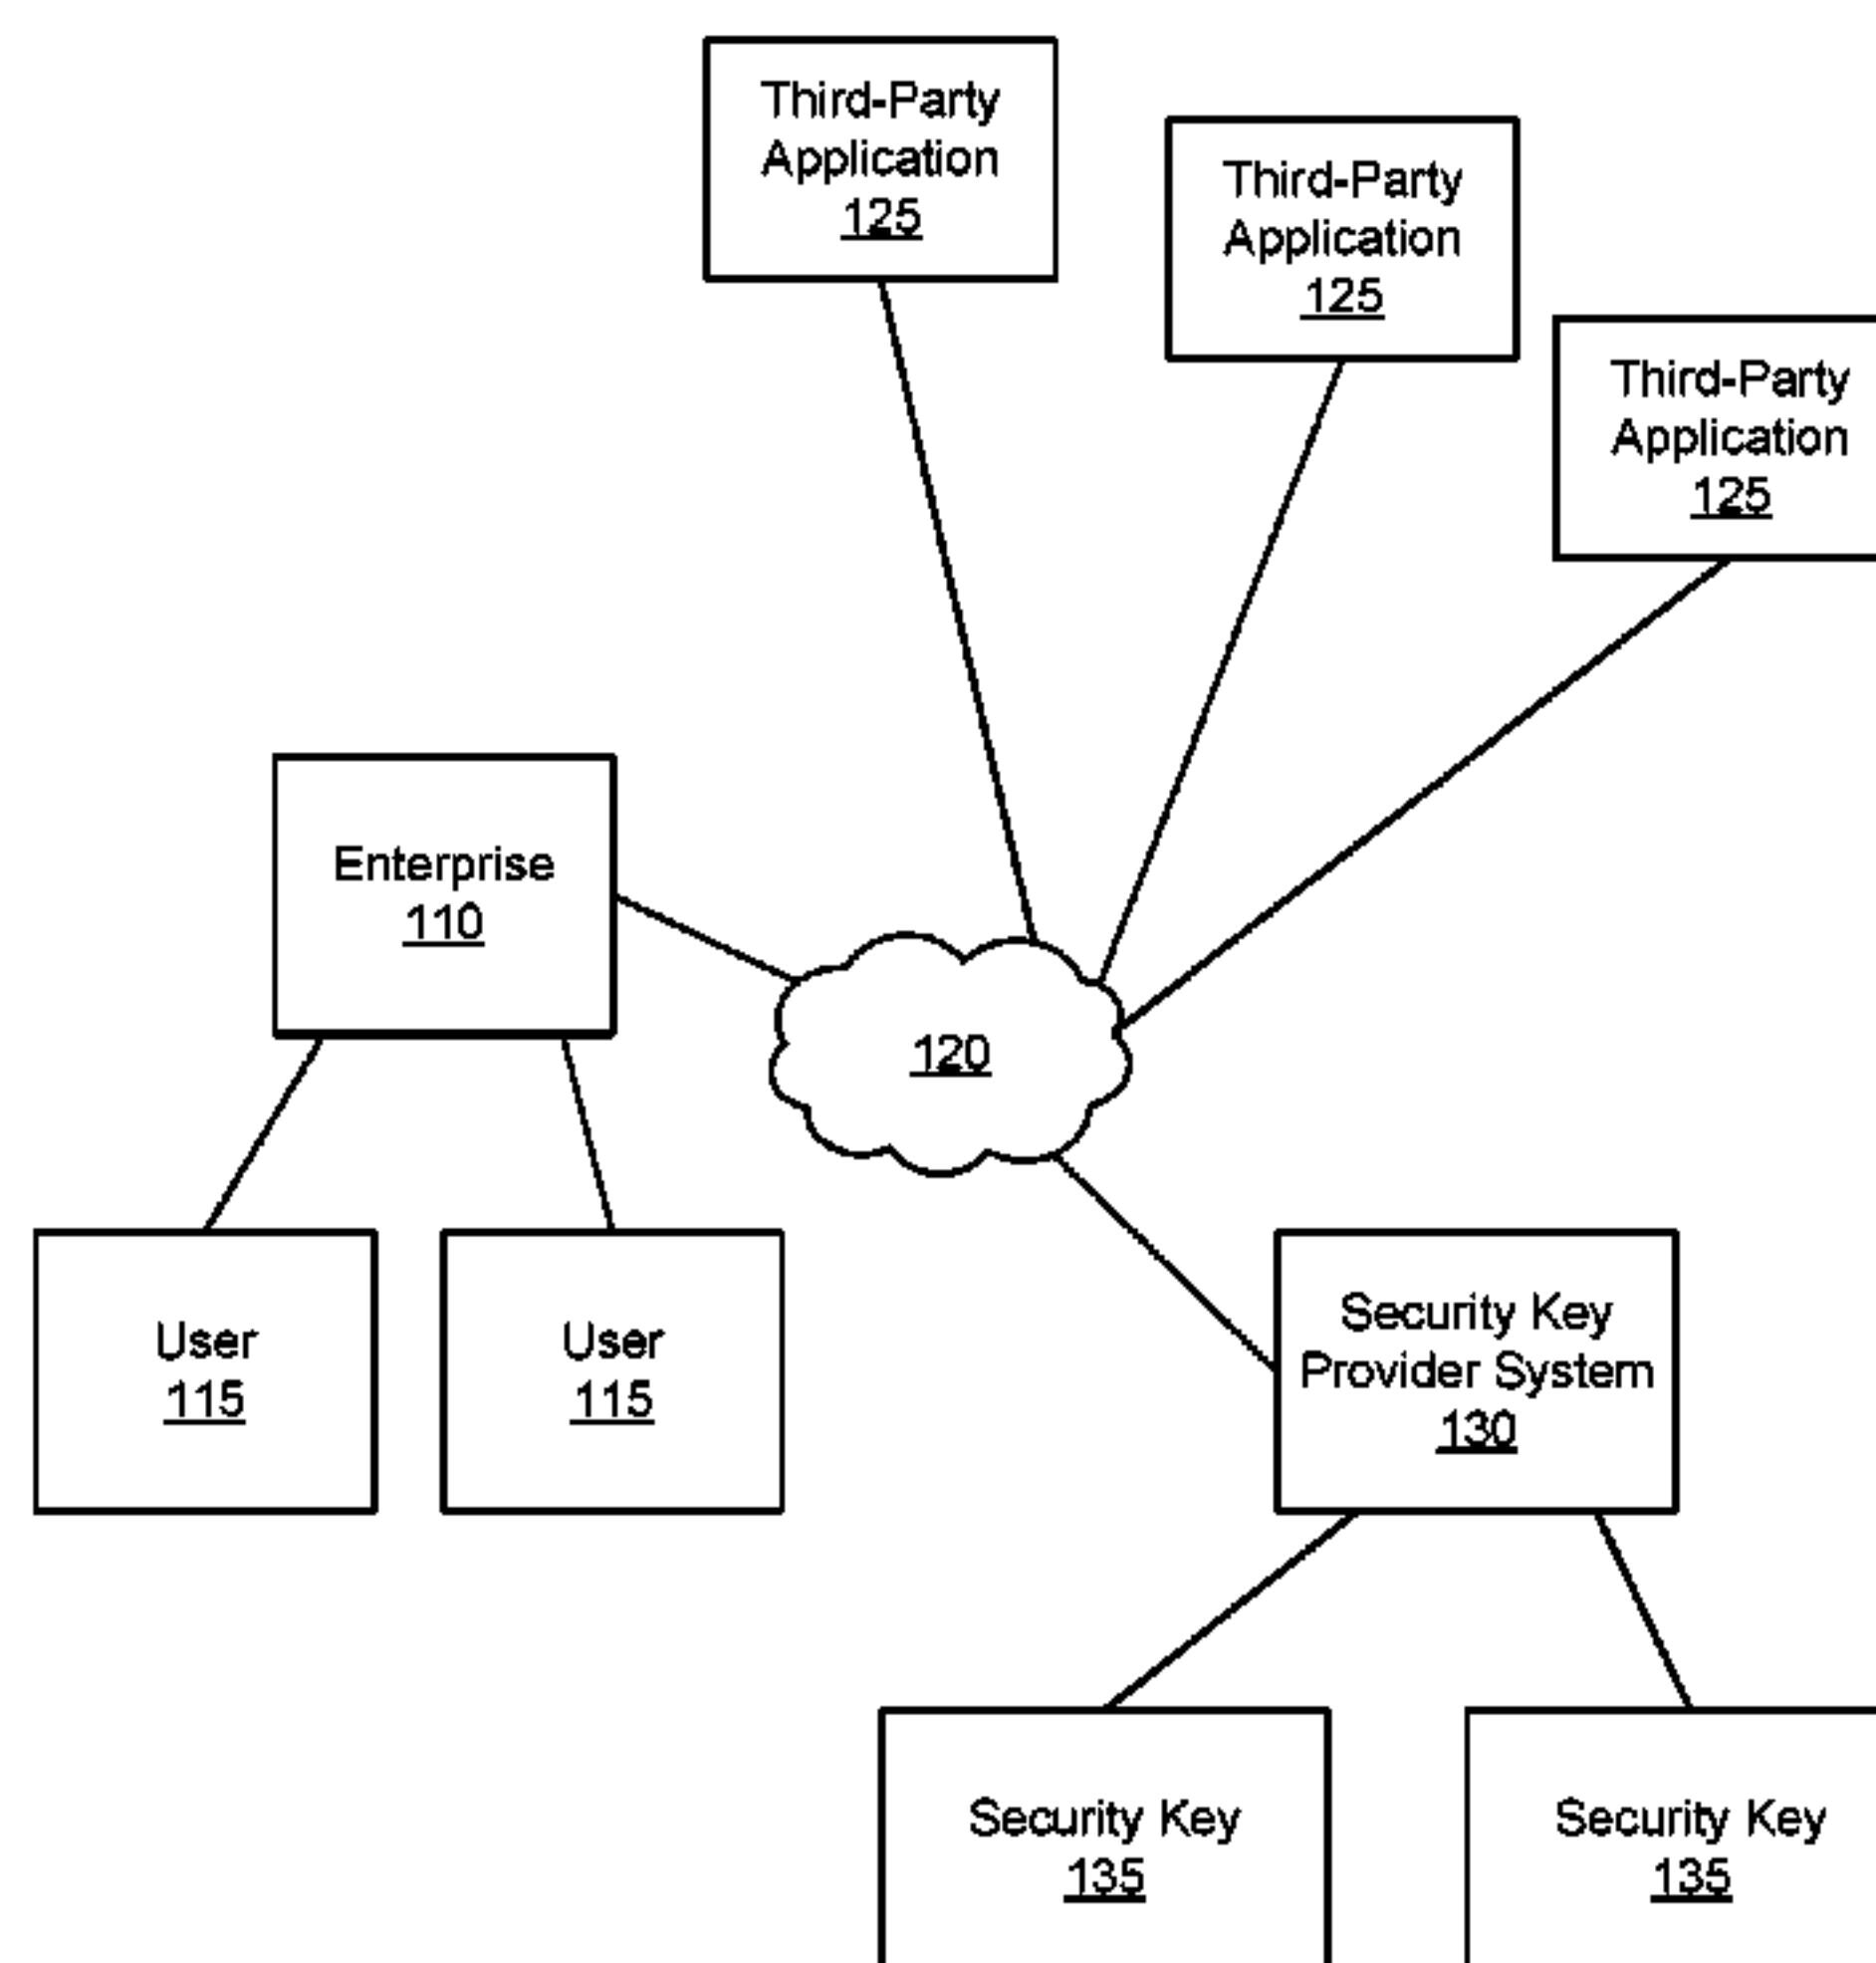 Third-Party
Application
125
Third-Party
Application
125
Third-Party
Application
125
Enterprise
110
120
User
115
User
115
Security Key
Provider System
130
Security Key
135
Security Key
135